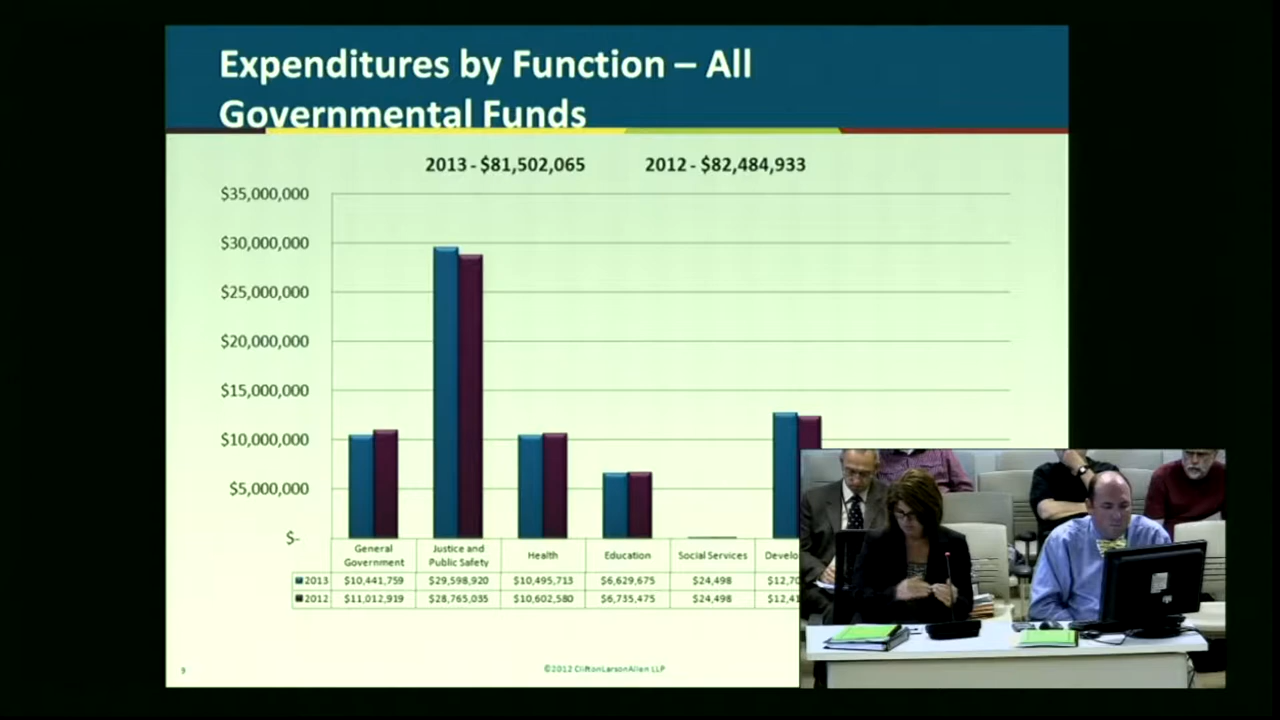 Expenditures by Function – All
Governmental Funds
2013 - $81,502,065 2012 - $82,484,933
$35,000,000
$30,000,000
$25,000,000
$20,000,000
$15,000,000
$10,000,000
$5,000,000
$-
General Government Justice and Public Safety Health Education Social Services
2013 $10,441,759 $29,598,920 $10,495,713 $6,629,675 $24,498
2012 $11,012,919 $28,765,035 $10,602,580 $6,735,475 $24,498
9 ©2012 CliftonLarsonAllen LLP